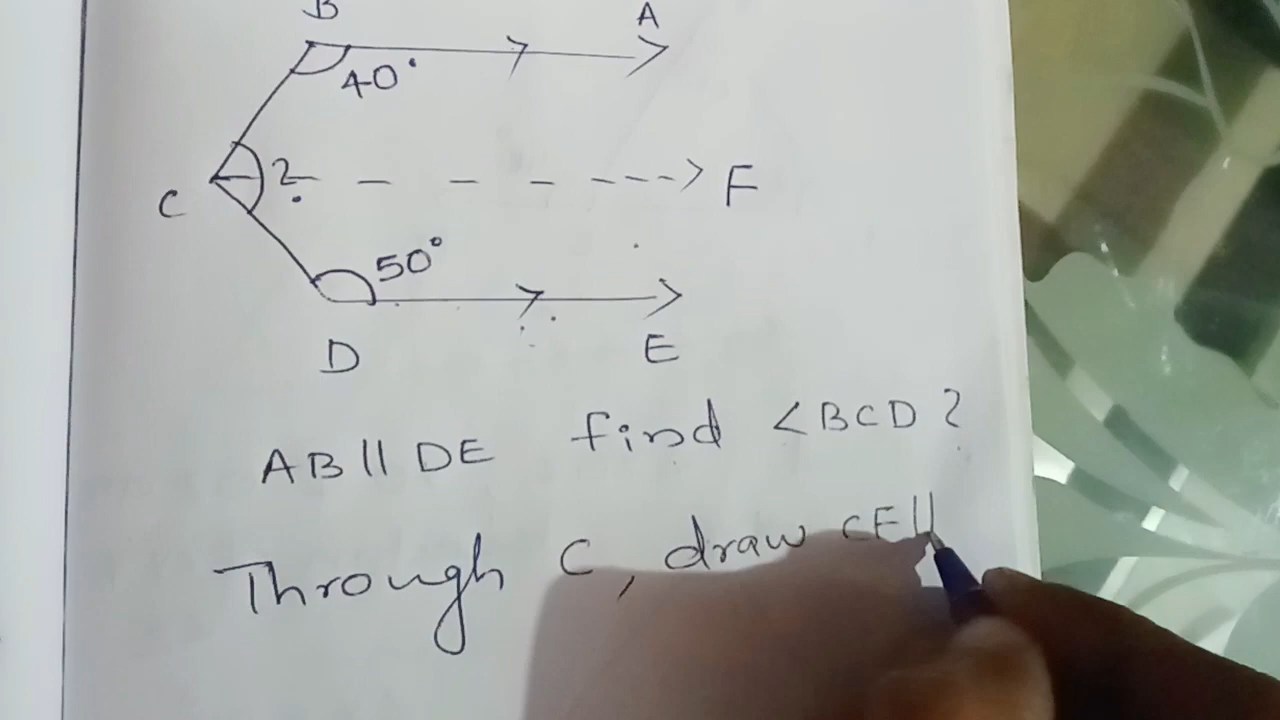 B A
40°
C ? F
50°
D E
AB || DE find <BCD ?
Through C, draw CF ||